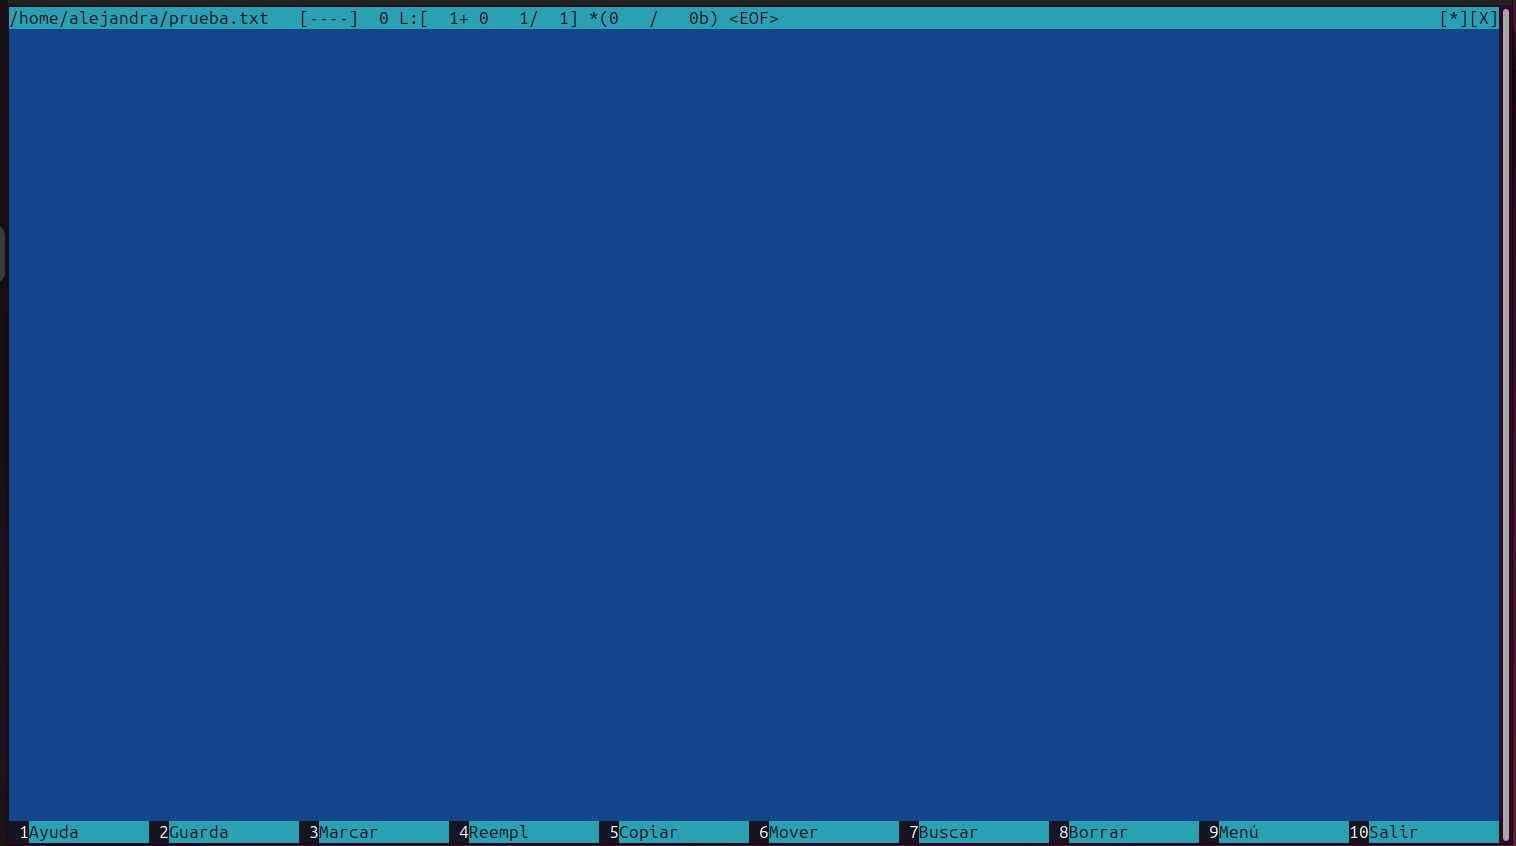 /home/alejandra/prueba.txt   [----]  0 L:[  1+ 0   1/  1] *(0   /   0b) <EOF>                                                                  [*][X]
1Ayuda 2Guarda 3Marcar 4Reempl 5Copiar 6Mover 7Buscar 8Borrar 9Menú 10Salir